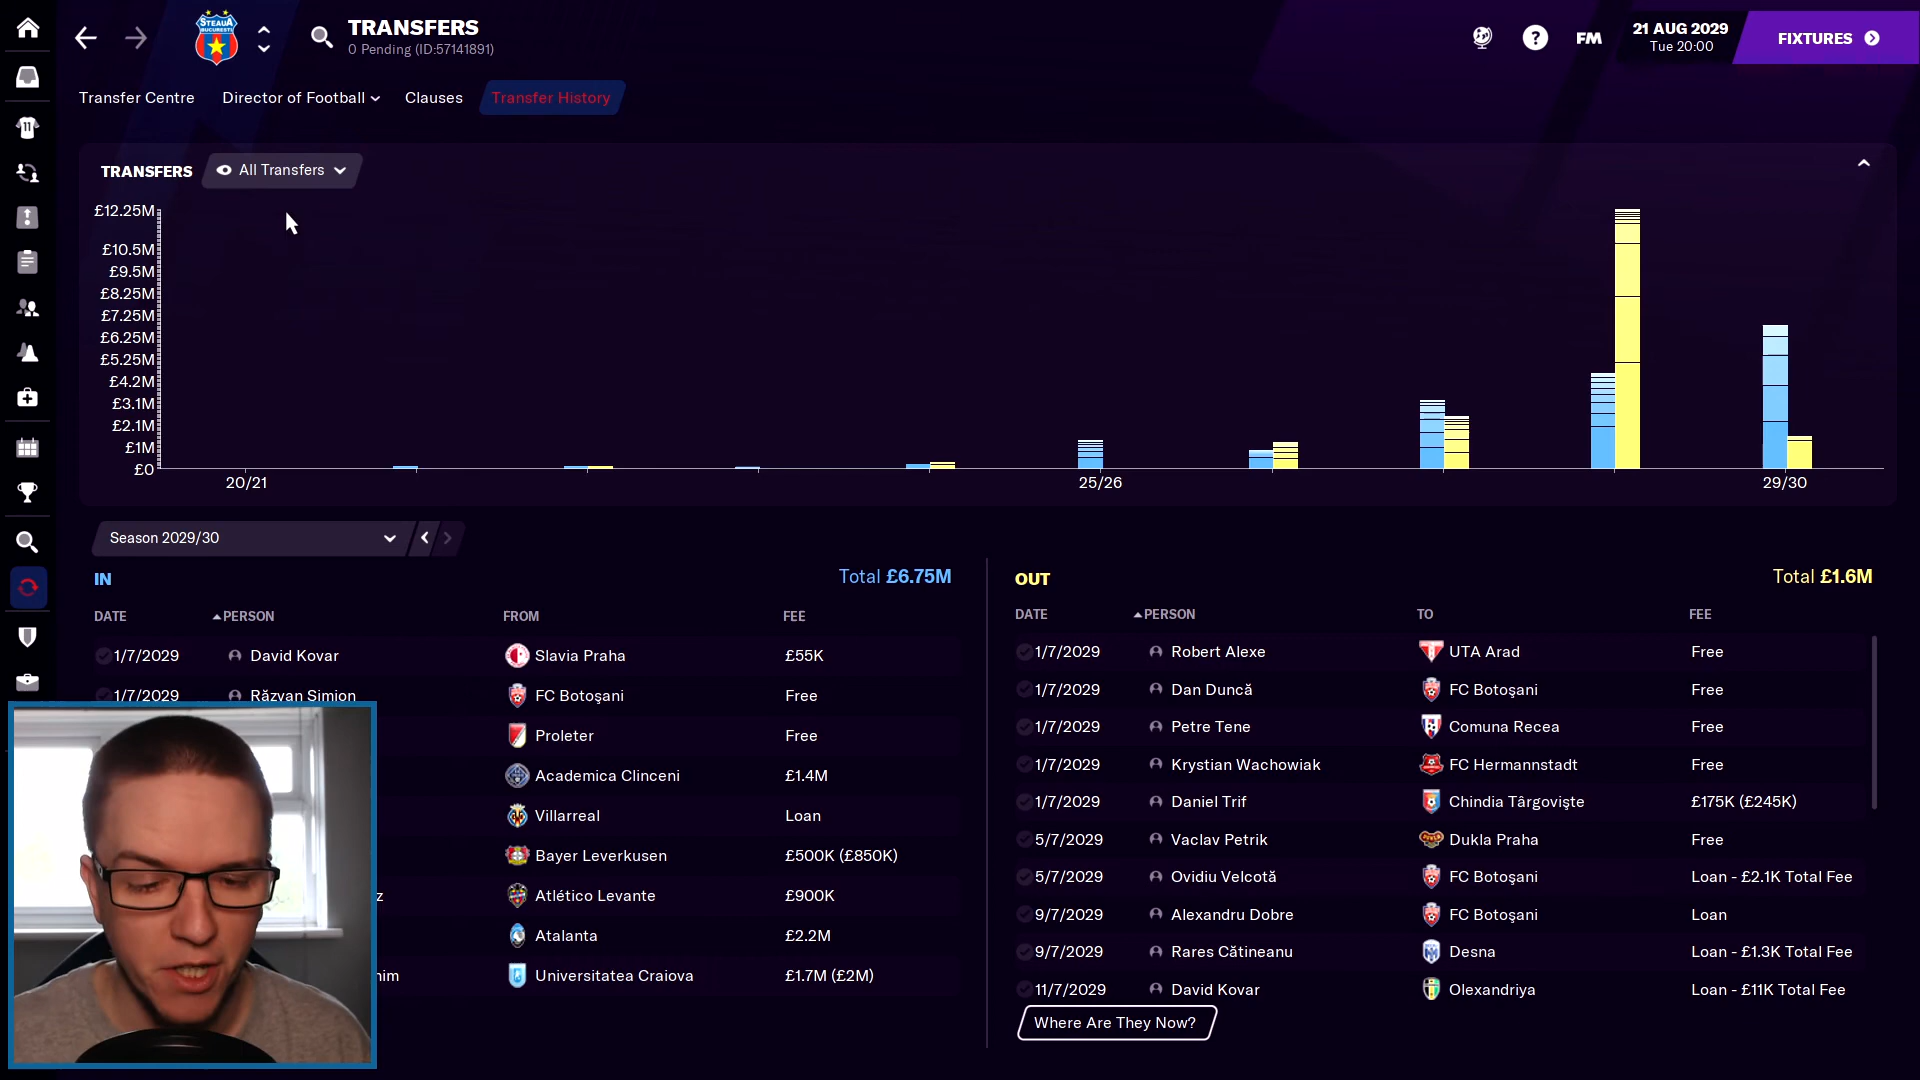 STEAUA
BUCURESTI
TRANSFERS
0 Pending (ID:57141891)
FM
21 AUG 2029
Tue 20:00
FIXTURES
Transfer Centre
Director of Football
Clauses
Transfer History
TRANSFERS
All Transfers
£12.25M
£10.5M
£9.5M
£8.25M
£7.25M
£6.25M
£5.25M
£4.2M
£3.1M
£2.1M
£1M
£0
20/21
25/26
29/30
Season 2029/30
IN
Total £6.75M
DATE PERSON FROM FEE
1/7/2029 David Kovar Slavia Praha £55K
1/7/2029 Răzvan Simion FC Botoşani Free
Proleter Free
Academica Clinceni £1.4M
Villarreal Loan
Bayer Leverkusen £500K (£850K)
z Atlético Levante £900K
Atalanta £2.2M
him Universitatea Craiova £1.7M (£2M)
OUT
Total £1.6M
DATE PERSON TO FEE
1/7/2029 Robert Alexe UTA Arad Free
1/7/2029 Dan Duncă FC Botoşani Free
1/7/2029 Petre Tene Comuna Recea Free
1/7/2029 Krystian Wachowiak FC Hermannstadt Free
1/7/2029 Daniel Trif Chindia Târgovişte £175K (£245K)
5/7/2029 Vaclav Petrik Dukla Praha Free
5/7/2029 Ovidiu Velcotă FC Botoşani Loan - £2.1K Total Fee
9/7/2029 Alexandru Dobre FC Botoşani Loan
9/7/2029 Rares Cătineanu Desna Loan - £1.3K Total Fee
11/7/2029 David Kovar Olexandriya Loan - £11K Total Fee
Where Are They Now?